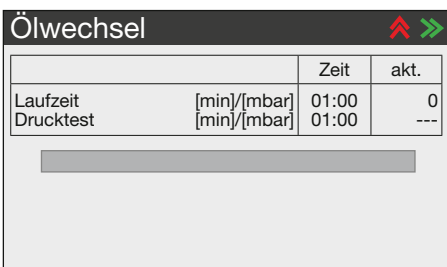 Ölwechsel
Zeit akt.
Laufzeit [min]/[mbar] 01:00 0
Drucktest [min]/[mbar] 01:00 ---